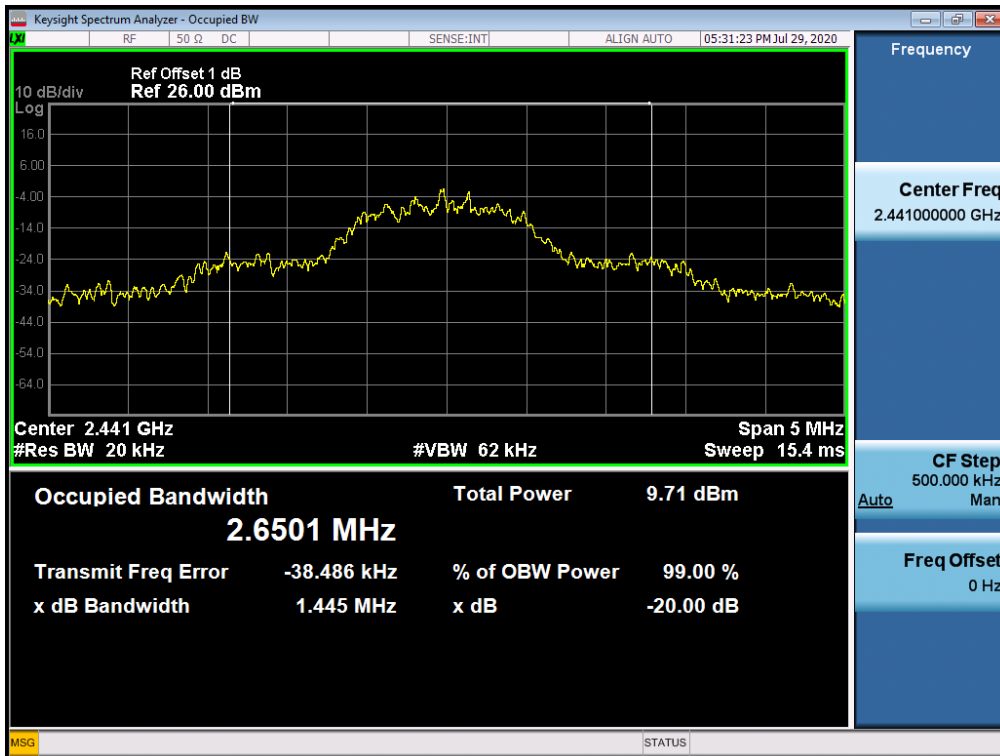 Keysight Spectrum Analyzer - Occupied BW
LXI RF 50 Ω DC SENSE:INT ALIGN AUTO 05:31:23 PM Jul 29, 2020
Frequency
Ref Offset 1 dB
10 dB/div Ref 26.00 dBm
Log
16.0
6.00
-4.00
-14.0
-24.0
-34.0
-44.0
-54.0
-64.0
Center 2.441 GHz Span 5 MHz
#Res BW 20 kHz #VBW 62 kHz Sweep 15.4 ms
Occupied Bandwidth Total Power 9.71 dBm
2.6501 MHz
Transmit Freq Error -38.486 kHz % of OBW Power 99.00 %
x dB Bandwidth 1.445 MHz x dB -20.00 dB
Center Freq
2.441000000 GHz
CF Step
500.000 kHz
Auto Man
Freq Offset
0 Hz
MSG STATUS